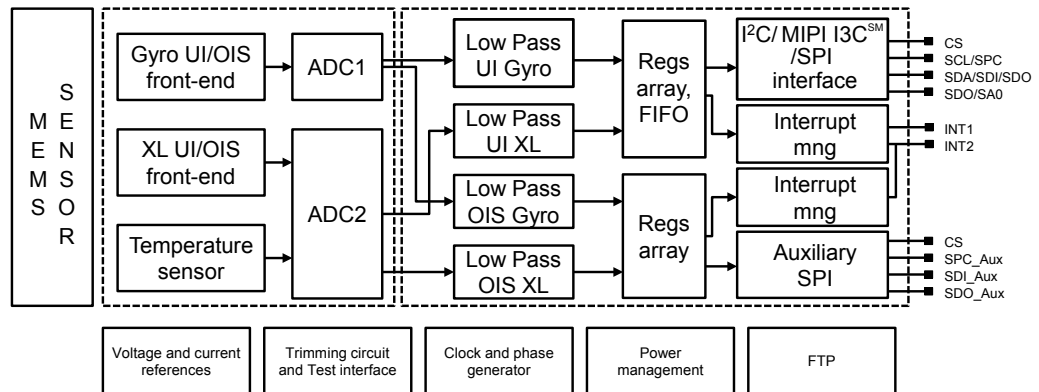 MEMS
SENSOR
Gyro UI/OIS
front-end
XL UI/OIS
front-end
Temperature
sensor
ADC1
ADC2
Low Pass
UI Gyro
Low Pass
UI XL
Low Pass
OIS Gyro
Low Pass
OIS XL
Regs
array,
FIFO
Regs
array
I²C/ MIPI I3C℠
/SPI
interface
Interrupt
mng
Interrupt
mng
Auxiliary
SPI
CS
SCL/SPC
SDA/SDI/SDO
SDO/SA0
INT1
INT2
CS
SPC_Aux
SDI_Aux
SDO_Aux
Voltage and current
references
Trimming circuit
and Test interface
Clock and phase
generator
Power
management
FTP